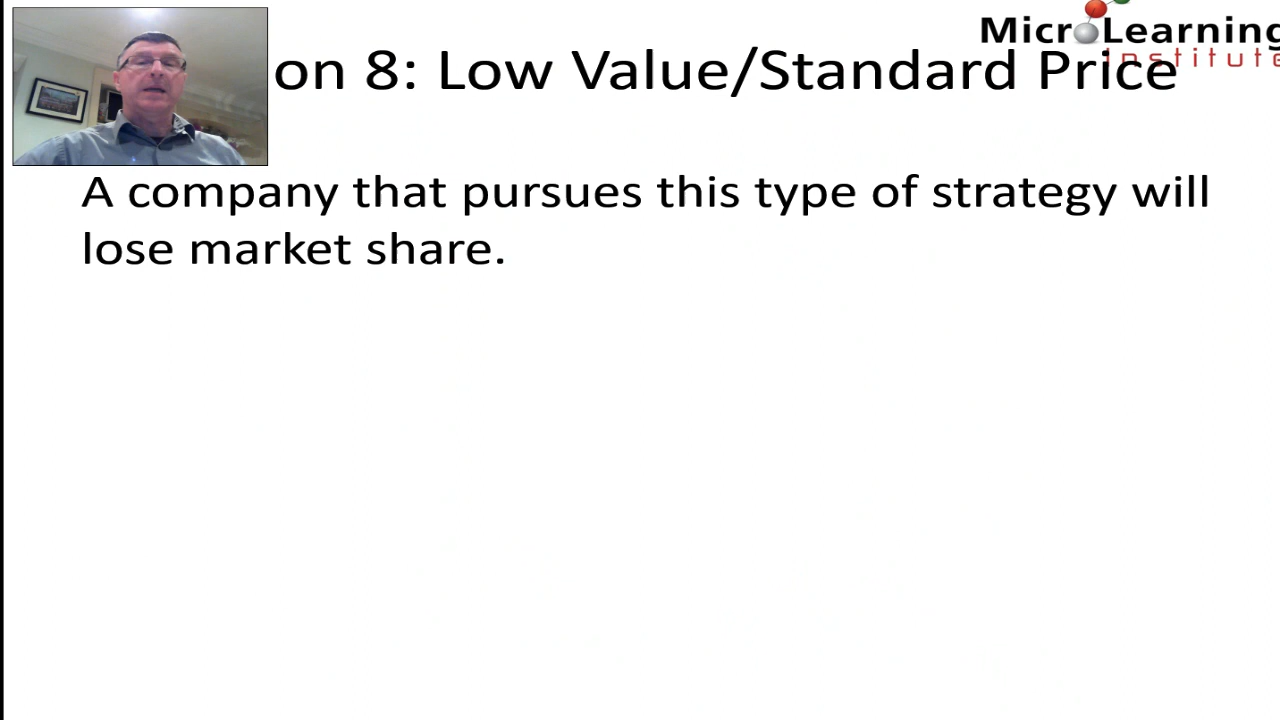 MicroLearning
institute
on 8: Low Value/Standard Price
A company that pursues this type of strategy will
lose market share.